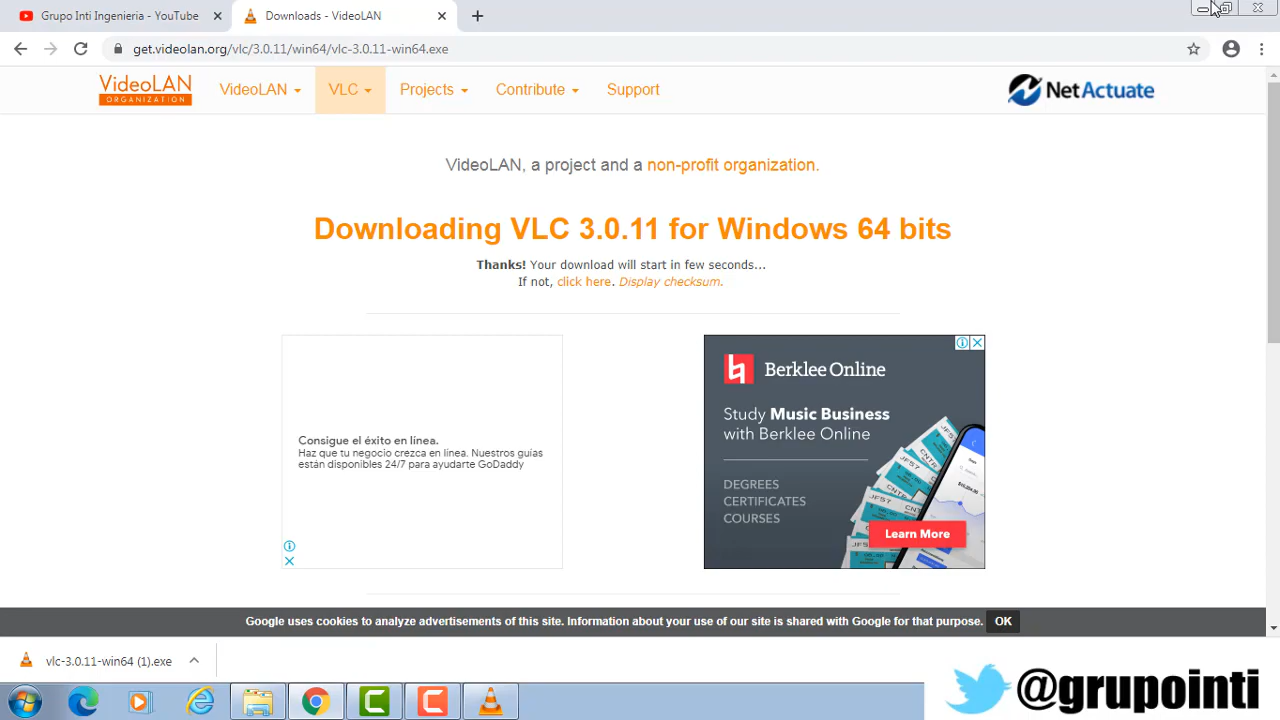 Grupo Inti Ingenieria - YouTube
Downloads - VideoLAN
get.videolan.org/vlc/3.0.11/win64/vlc-3.0.11-win64.exe
VideoLAN
ORGANIZATION
VideoLAN
VLC
Projects
Contribute
Support
NetActuate
VideoLAN, a project and a non-profit organization.
Downloading VLC 3.0.11 for Windows 64 bits
Thanks! Your download will start in few seconds...
If not, click here. Display checksum.
Consigue el éxito en línea.
Haz que tu negocio crezca en línea. Nuestros guías
están disponibles 24/7 para ayudarte GoDaddy
Berklee Online
Study Music Business
with Berklee Online
DEGREES
CERTIFICATES
COURSES
Learn More
Google uses cookies to analyze advertisements of this site. Information about your use of our site is shared with Google for that purpose. OK
vlc-3.0.11-win64 (1).exe
@grupointi